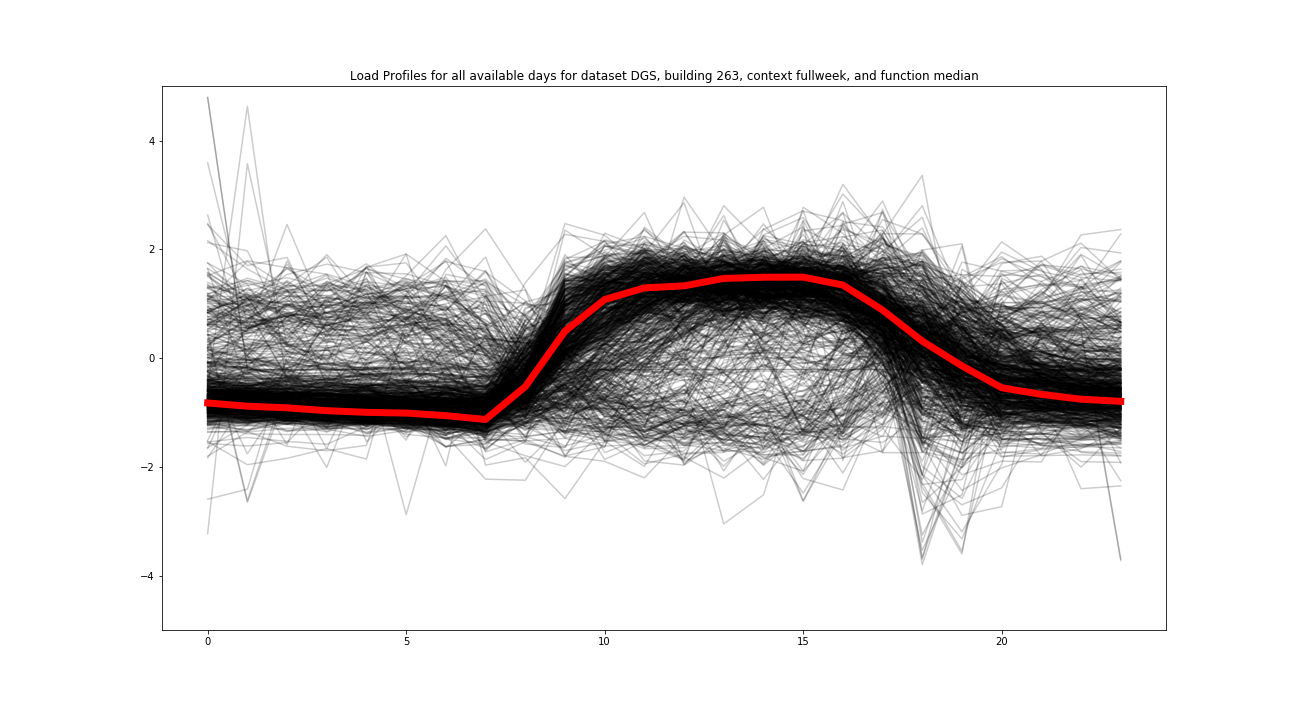 Load Profiles for all available days for dataset DGS, building 263, context fullweek, and function median
4
2
0
−2
−4
0 5 10 15 20